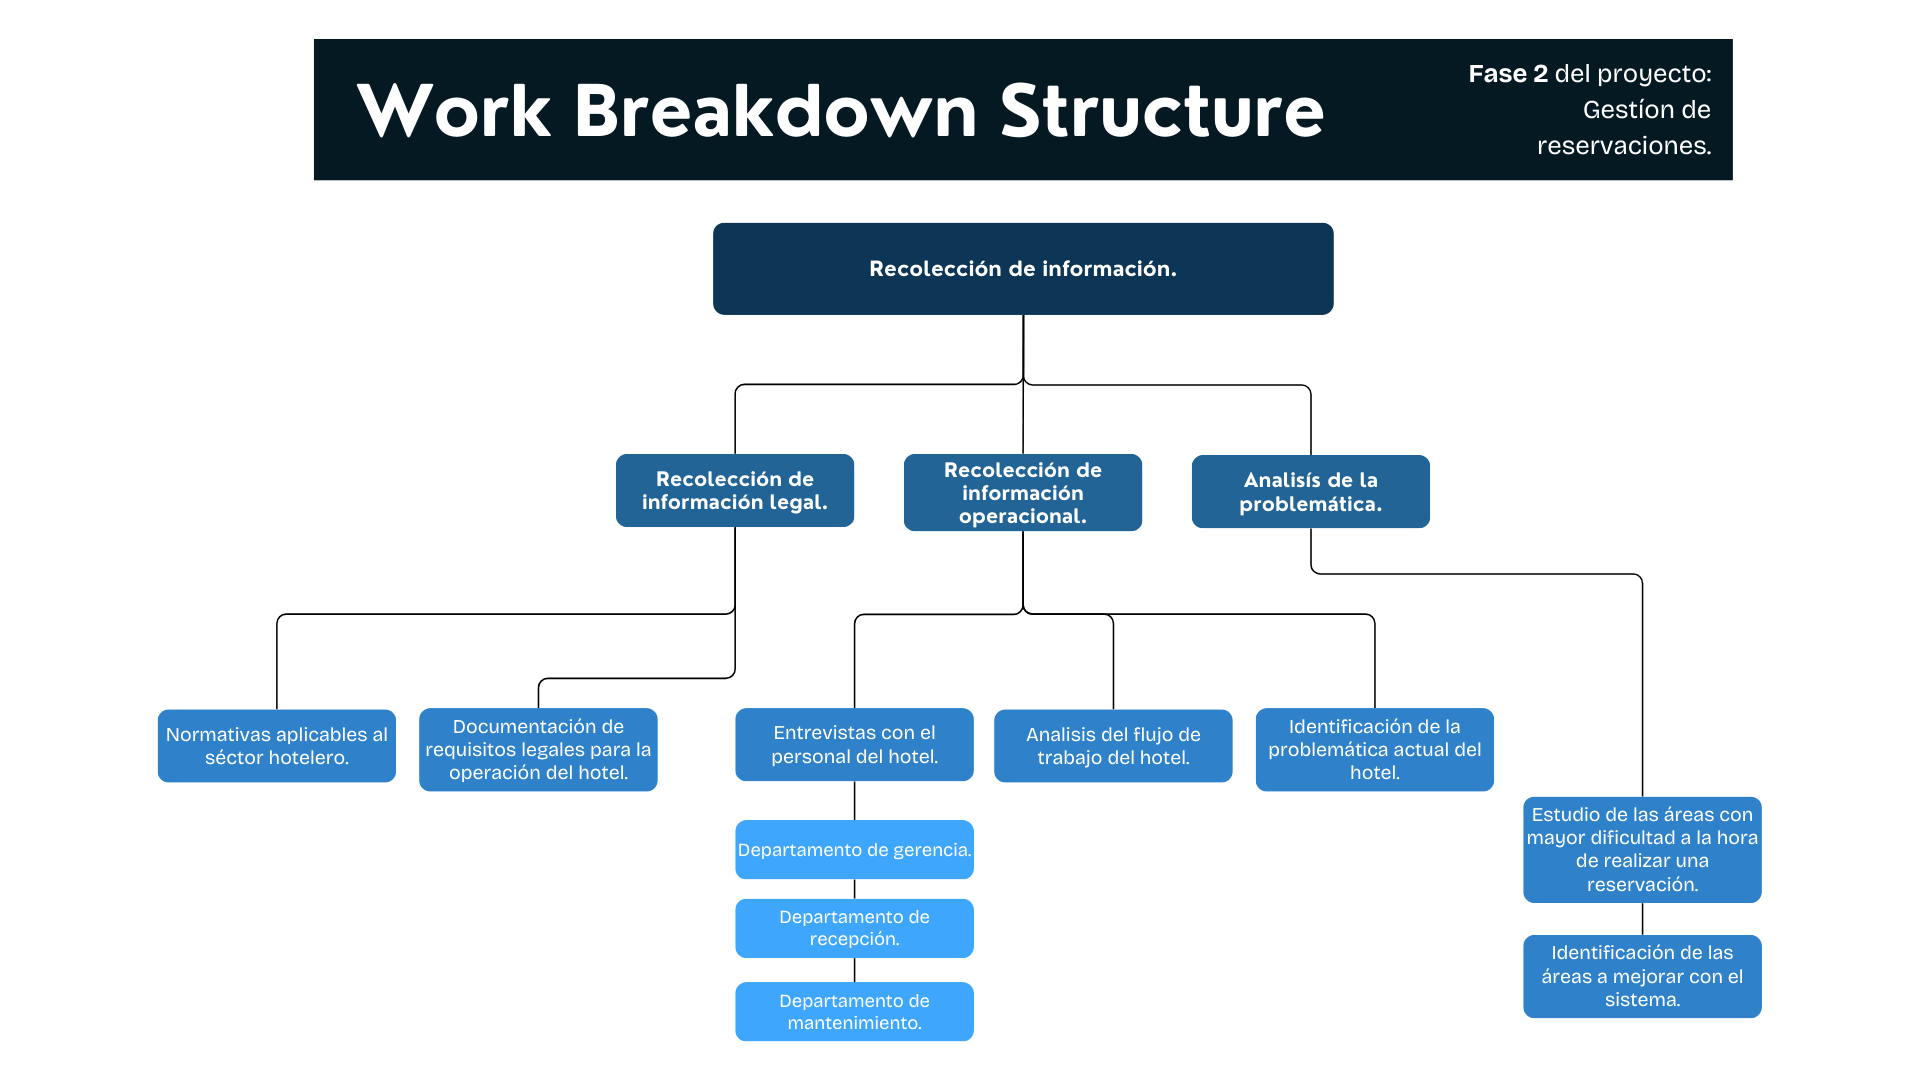 Work Breakdown Structure
Fase 2 del proyecto:
Gestíon de
reservaciones.
Recolección de información.
Recolección de
información legal.
Recolección de
información
operacional.
Analisís de la
problemática.
Normativas aplicables al
séctor hotelero.
Documentación de
requisitos legales para la
operación del hotel.
Entrevistas con el
personal del hotel.
Analisis del flujo de
trabajo del hotel.
Identificación de la
problemática actual del
hotel.
Departamento de gerencia.
Departamento de
recepción.
Departamento de
mantenimiento.
Estudio de las áreas con
mayor dificultad a la hora
de realizar una
reservación.
Identificación de las
áreas a mejorar con el
sistema.